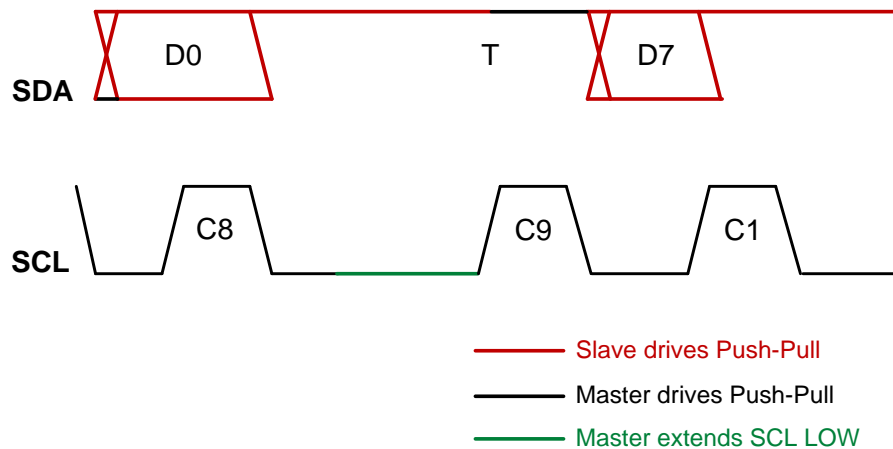 D0 T D7
SDA
C8 C9 C1
SCL
Slave drives Push-Pull
Master drives Push-Pull
Master extends SCL LOW